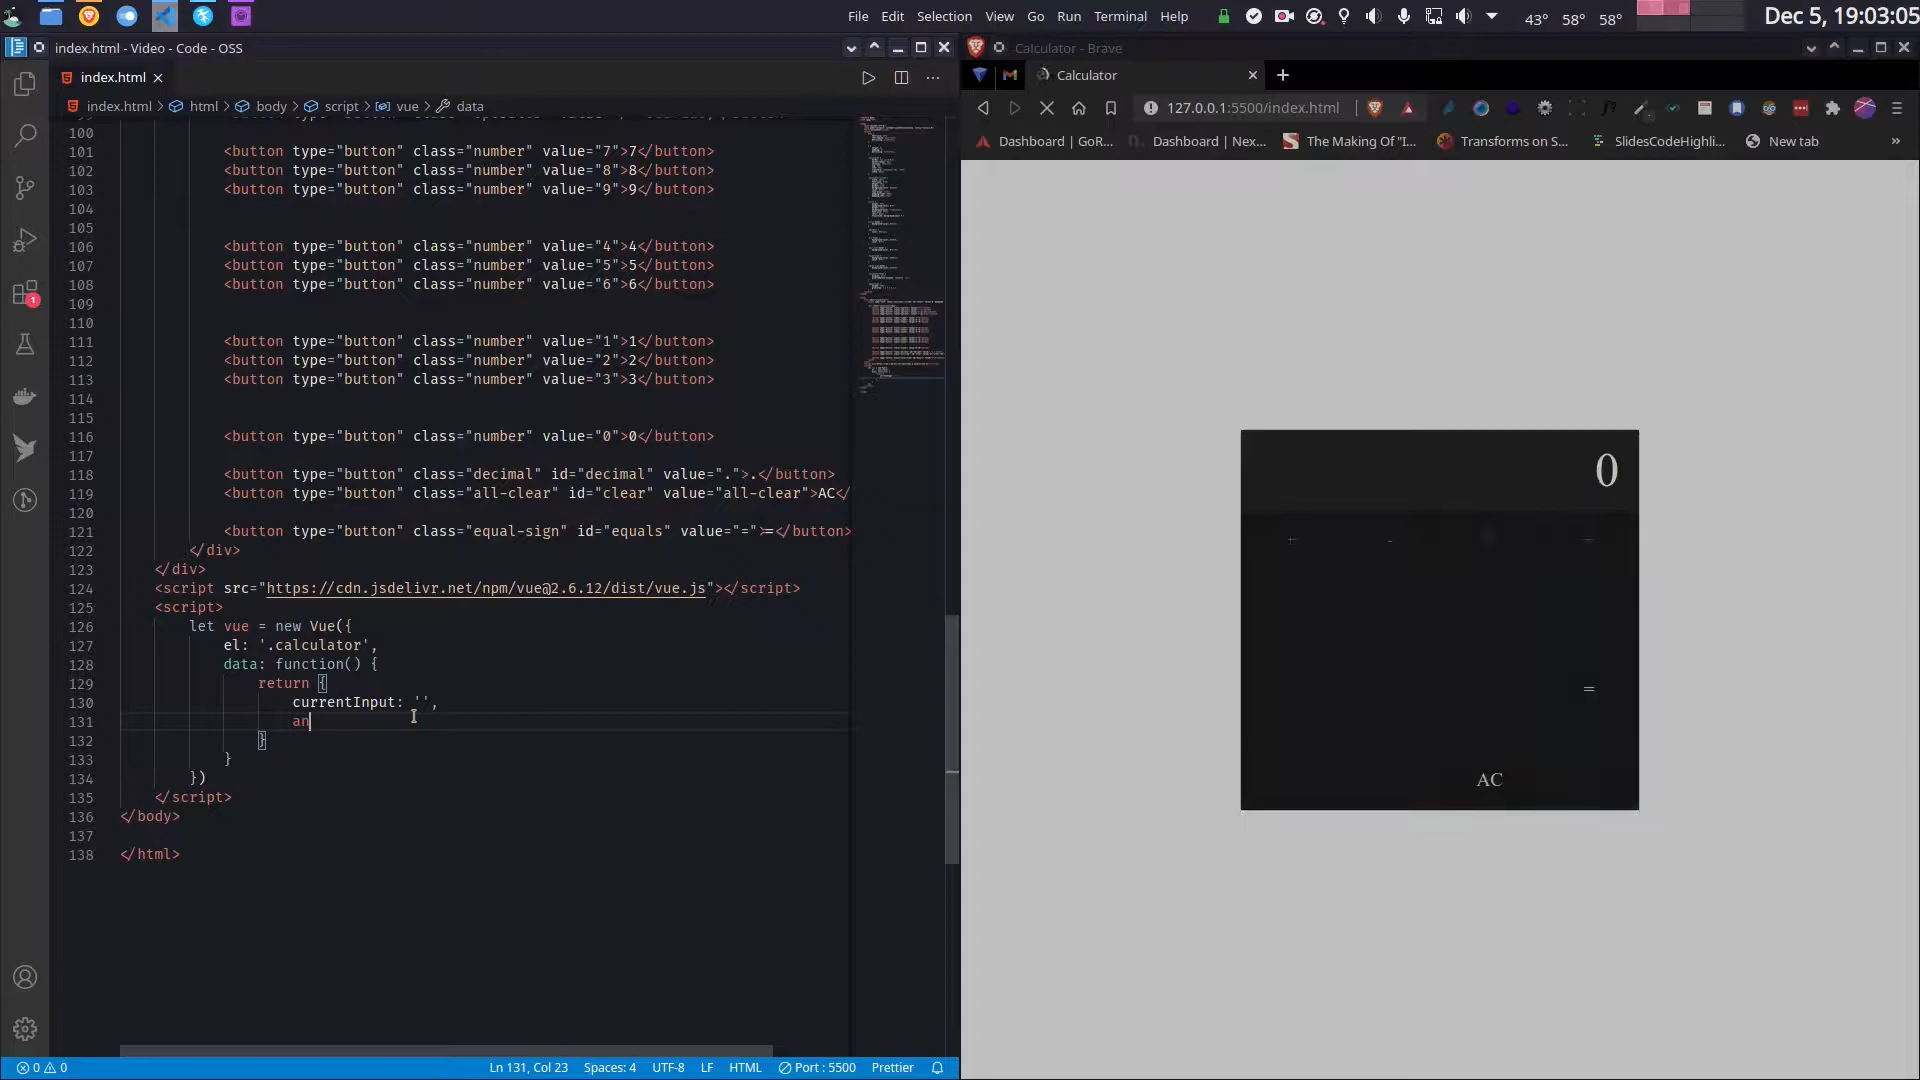 File Edit Selection View Go Run Terminal Help
43° 58° 58°
Dec 5, 19:03:05
index.html - Video - Code - OSS
index.html
index.html > html > body > script > vue > data
100
101 <button type="button" class="number" value="7">7</button>
102 <button type="button" class="number" value="8">8</button>
103 <button type="button" class="number" value="9">9</button>
104
105
106 <button type="button" class="number" value="4">4</button>
107 <button type="button" class="number" value="5">5</button>
108 <button type="button" class="number" value="6">6</button>
109
110
111 <button type="button" class="number" value="1">1</button>
112 <button type="button" class="number" value="2">2</button>
113 <button type="button" class="number" value="3">3</button>
114
115
116 <button type="button" class="number" value="0">0</button>
117
118 <button type="button" class="decimal" id="decimal" value=".">.</button>
119 <button type="button" class="all-clear" id="clear" value="all-clear">AC</
120
121 <button type="button" class="equal-sign" id="equals" value="=">=</button>
122 </div>
123 </div>
124 <script src="https://cdn.jsdelivr.net/npm/vue@2.6.12/dist/vue.js"></script>
125 <script>
126 let vue = new Vue({
127 el: '.calculator',
128 data: function() {
129 return {
130 currentInput: '',
131 an
132 }
133 }
134 })
135 </script>
136 </body>
137
138 </html>
1
0 0
Ln 131, Col 23 Spaces: 4 UTF-8 LF HTML Port : 5500 Prettier
Calculator - Brave
Calculator
127.0.0.1:5500/index.html
Dashboard | GoR... Dashboard | Nex... The Making Of "I... Transforms on S... SlidesCodeHighli... New tab »
0
=
AC